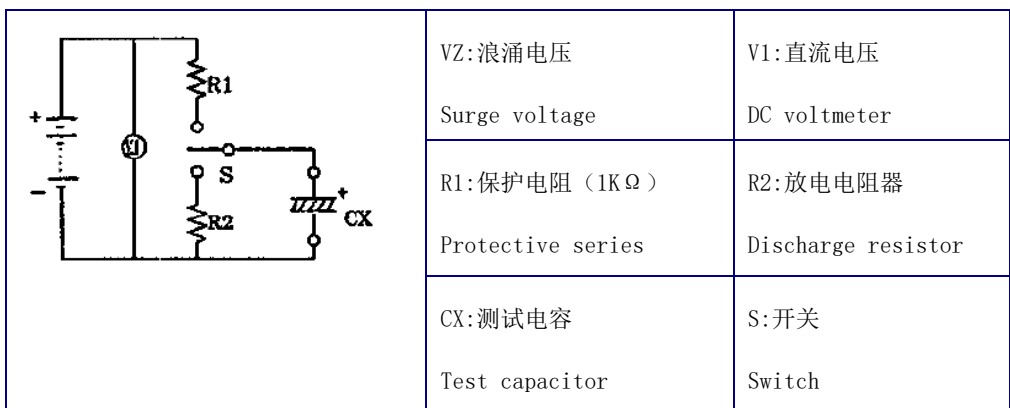 R1
S
R2
+
CX
+
-
VZ:浪涌电压
Surge voltage
V1:直流电压
DC voltmeter
R1:保护电阻（1KΩ）
Protective series
R2:放电电阻器
Discharge resistor
CX:测试电容
Test capacitor
S:开关
Switch